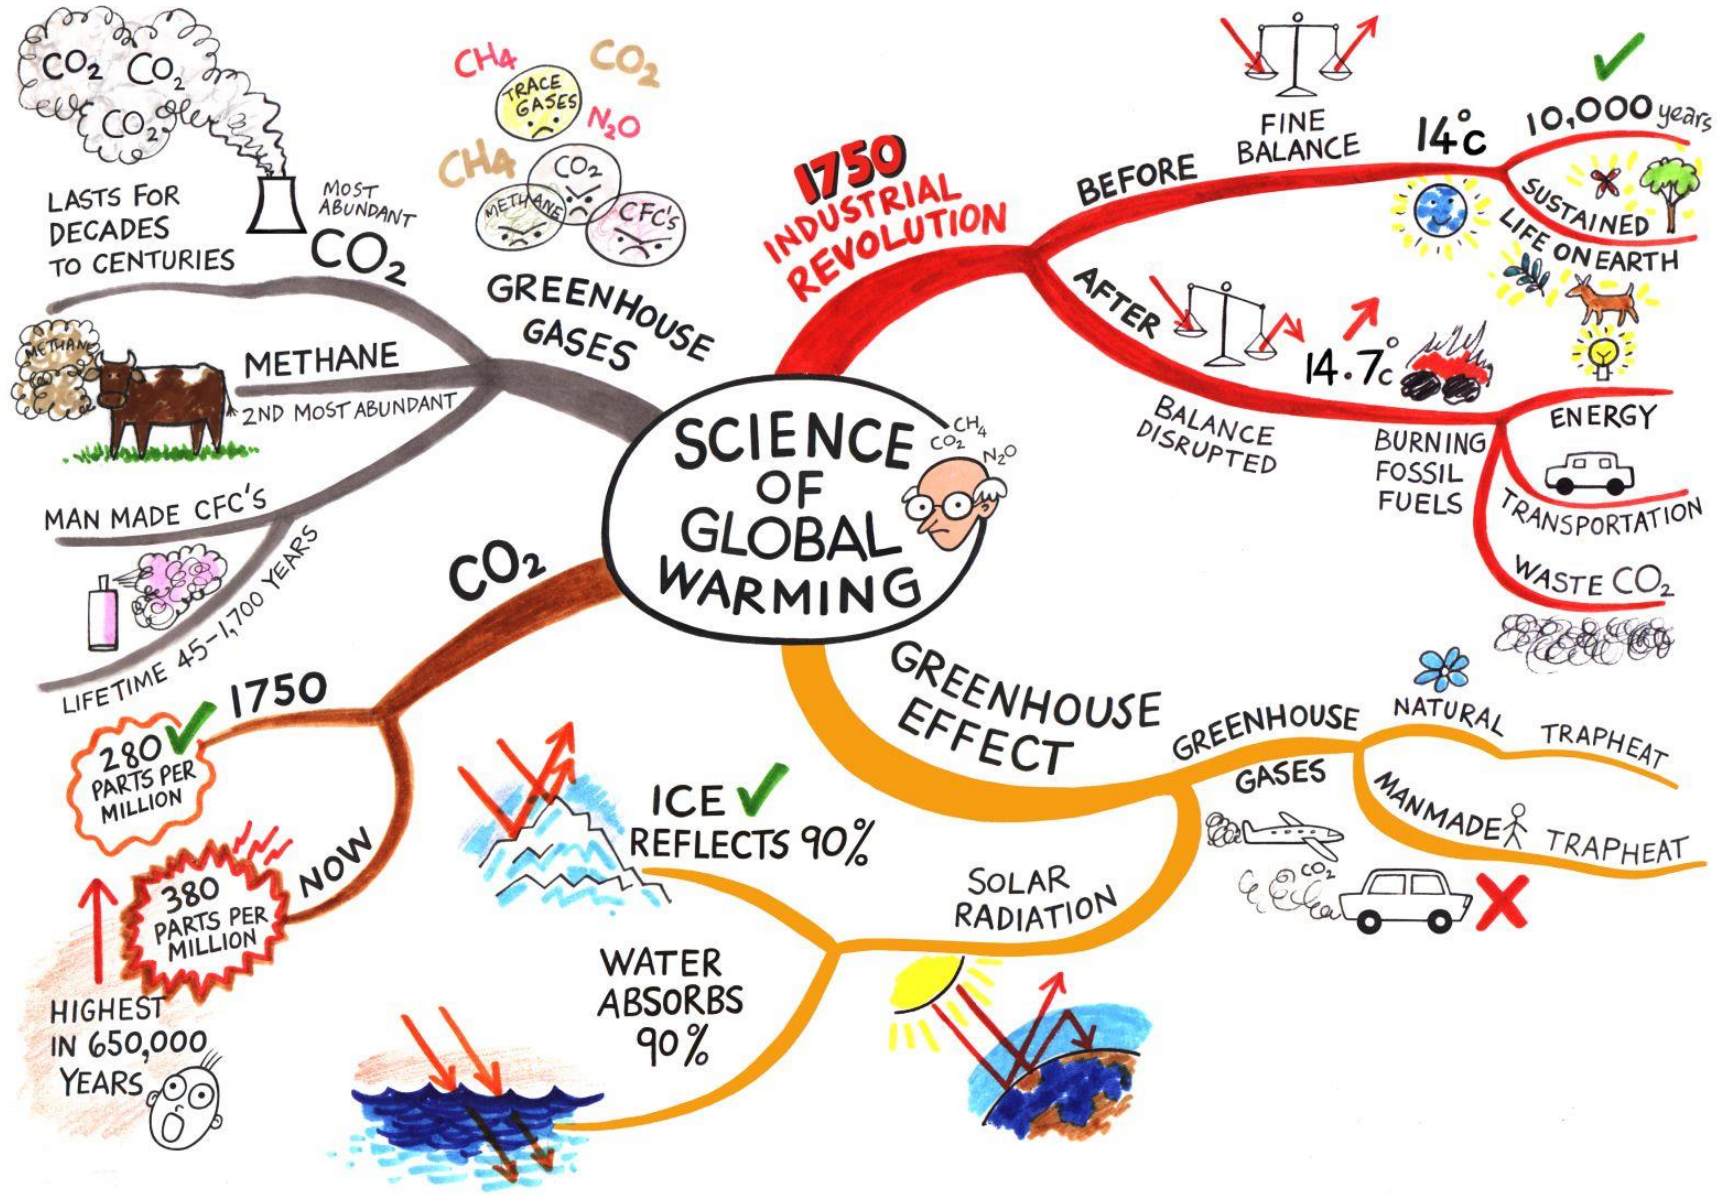 SCIENCE
OF
GLOBAL
WARMING
CH4
CO2
N2O
1750
INDUSTRIAL
REVOLUTION
BEFORE
FINE
BALANCE
14°c
10,000 years
SUSTAINED
LIFE ON EARTH
AFTER
BALANCE
DISRUPTED
14.7°c
BURNING
FOSSIL
FUELS
ENERGY
TRANSPORTATION
WASTE CO2
GREENHOUSE
EFFECT
GREENHOUSE
GASES
NATURAL
TRAPHEAT
MANMADE
TRAPHEAT
CO2
SOLAR
RADIATION
ICE
REFLECTS 90%
WATER
ABSORBS
90%
CO2
1750
280
PARTS PER
MILLION
NOW
380
PARTS PER
MILLION
HIGHEST
IN 650,000
YEARS
GREENHOUSE
GASES
CH4
CO2
TRACE
GASES
N2O
CH4
CO2
METHANE
CFC'S
MOST
ABUNDANT
CO2
CO2
CO2
CO2
LASTS FOR
DECADES
TO CENTURIES
METHANE
METHANE
2ND MOST ABUNDANT
MAN MADE CFC'S
LIFETIME 45-1,700 YEARS